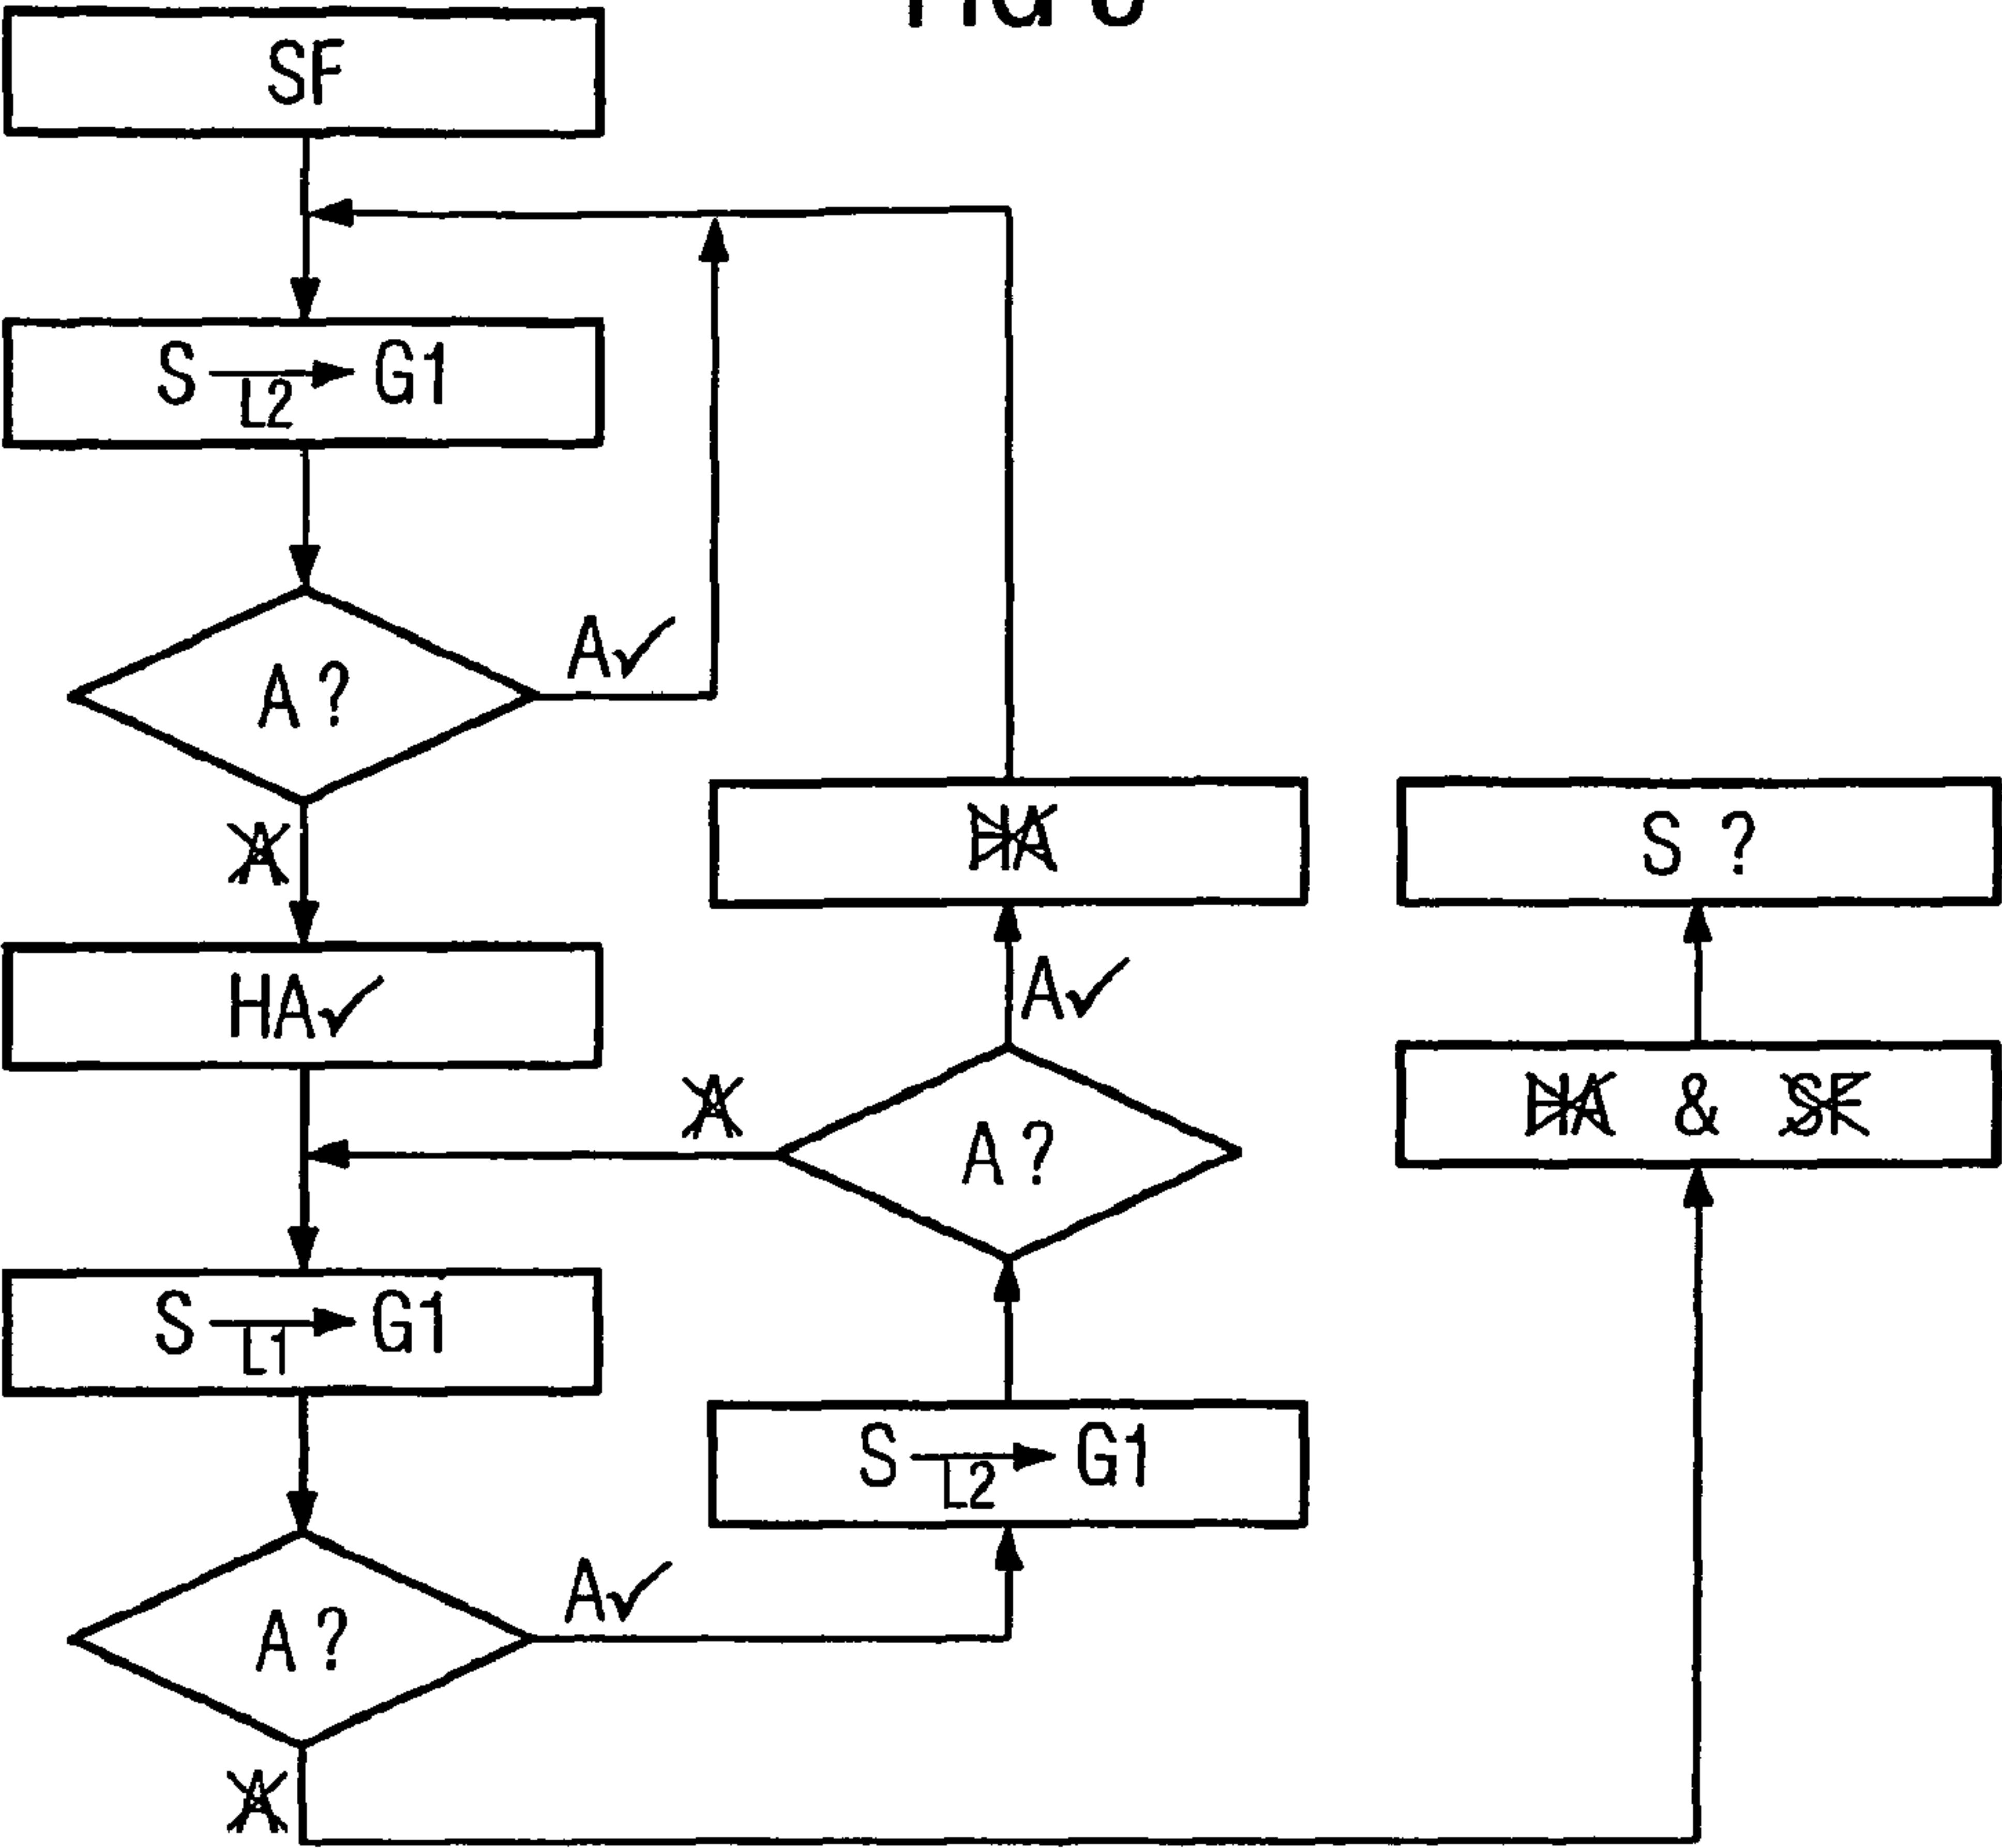 SF
S → G1
L2
A ?
A✓
A
HA✓
S → G1
L1
A ?
A✓
A
S → G1
L2
A ?
A
A✓
HA
HA & SF
S ?